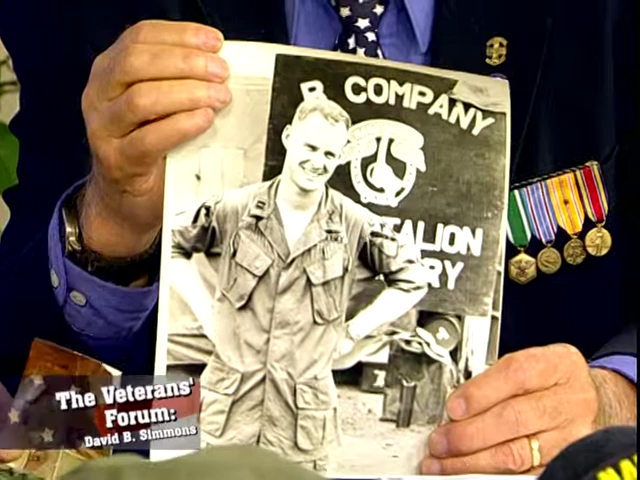 B COMPANY
TALION
RY
The Veterans'
Forum:
David B. Simmons